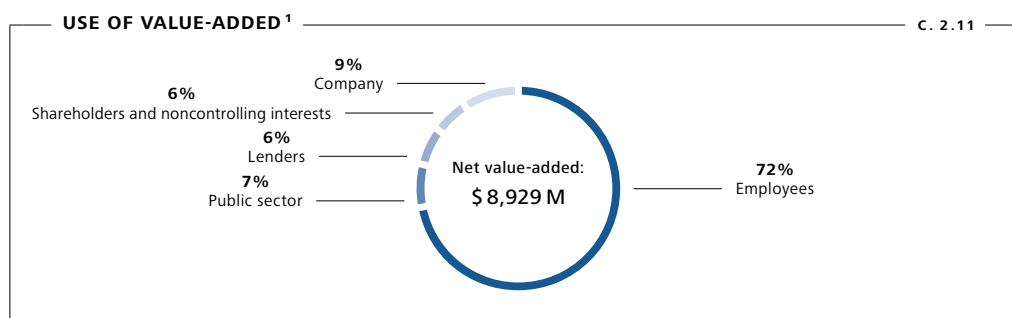 USE OF VALUE-ADDED ¹
C. 2.11
9%
Company
6%
Shareholders and noncontrolling interests
6%
Lenders
7%
Public sector
Net value-added:
$ 8,929 M
72%
Employees